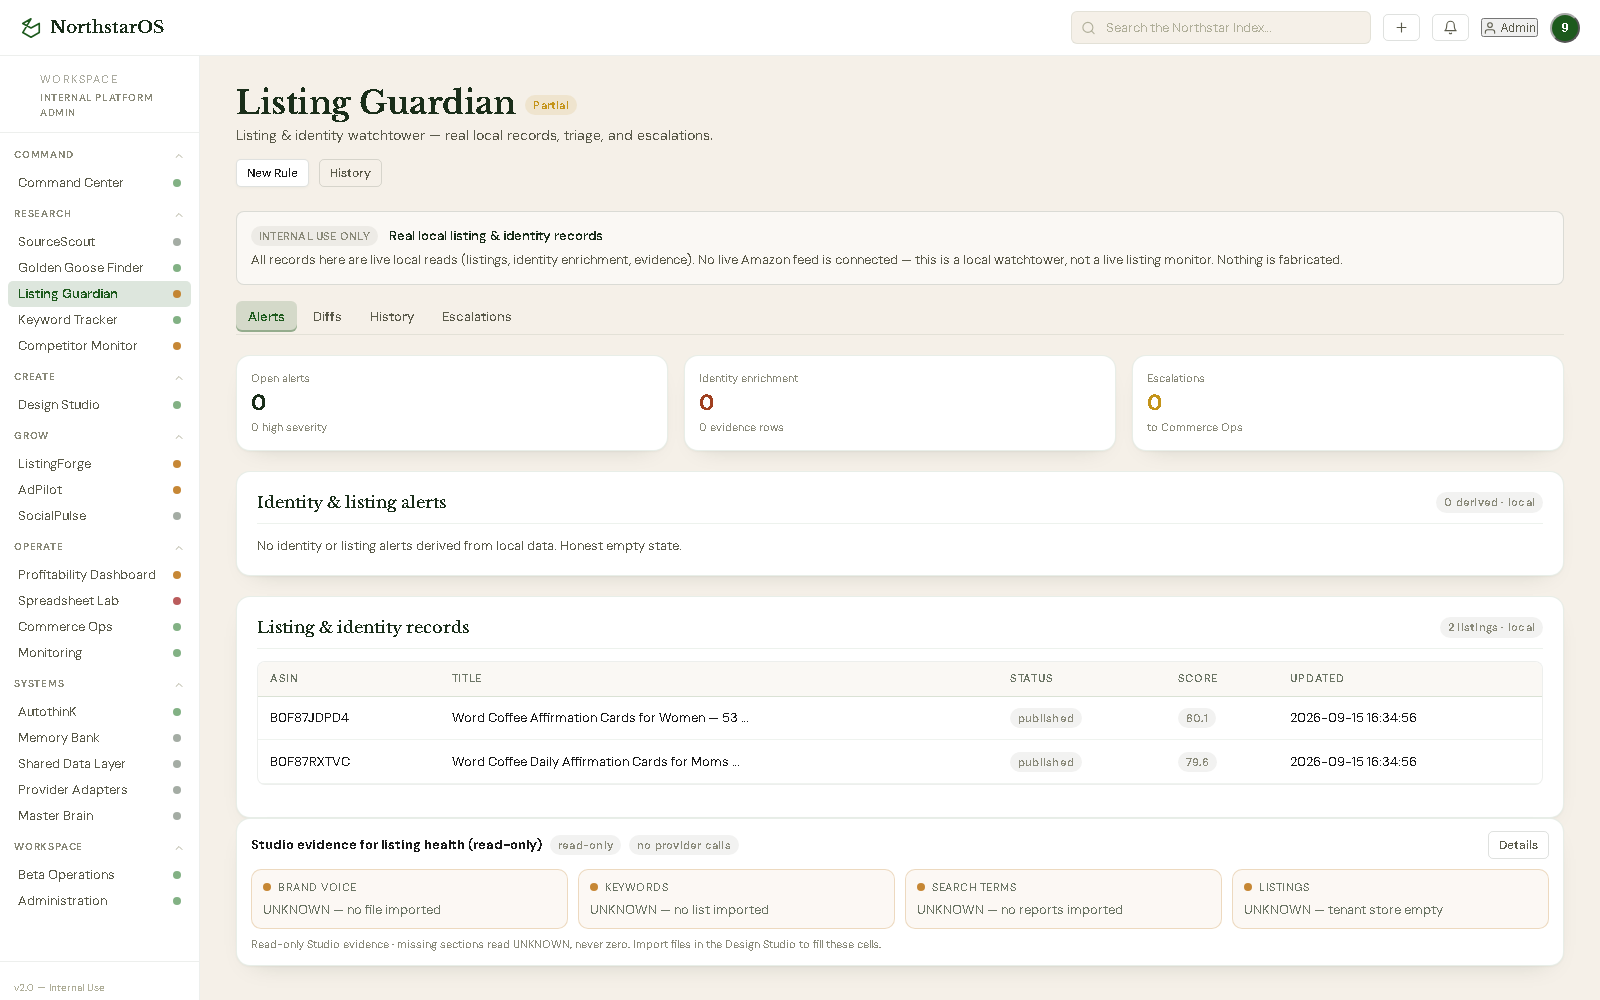 NorthstarOS
Search the Northstar Index...
Admin
9
WORKSPACE
INTERNAL PLATFORM
ADMIN
COMMAND
Command Center
RESEARCH
SourceScout
Golden Goose Finder
Listing Guardian
Keyword Tracker
Competitor Monitor
CREATE
Design Studio
GROW
ListingForge
AdPilot
SocialPulse
OPERATE
Profitability Dashboard
Spreadsheet Lab
Commerce Ops
Monitoring
SYSTEMS
AutothinK
Memory Bank
Shared Data Layer
Provider Adapters
Master Brain
WORKSPACE
Beta Operations
Administration
v2.0 — Internal Use
Listing Guardian Partial
Listing & identity watchtower — real local records, triage, and escalations.
New Rule History
INTERNAL USE ONLY Real local listing & identity records
All records here are live local reads (listings, identity enrichment, evidence). No live Amazon feed is connected — this is a local watchtower, not a live listing monitor. Nothing is fabricated.
Alerts Diffs History Escalations
Open alerts
0
0 high severity
Identity enrichment
0
0 evidence rows
Escalations
0
to Commerce Ops
Identity & listing alerts 0 derived · local
No identity or listing alerts derived from local data. Honest empty state.
Listing & identity records 2 listings · local
ASIN TITLE STATUS SCORE UPDATED
B0F87JDPD4 Word Coffee Affirmation Cards for Women — 53 ... published 80.1 2026-09-15 16:34:56
B0F87RXTVC Word Coffee Daily Affirmation Cards for Moms ... published 79.6 2026-09-15 16:34:56
Studio evidence for listing health (read-only) read-only no provider calls Details
BRAND VOICE
UNKNOWN — no file imported
KEYWORDS
UNKNOWN — no list imported
SEARCH TERMS
UNKNOWN — no reports imported
LISTINGS
UNKNOWN — tenant store empty
Read-only Studio evidence · missing sections read UNKNOWN, never zero. Import files in the Design Studio to fill these cells.